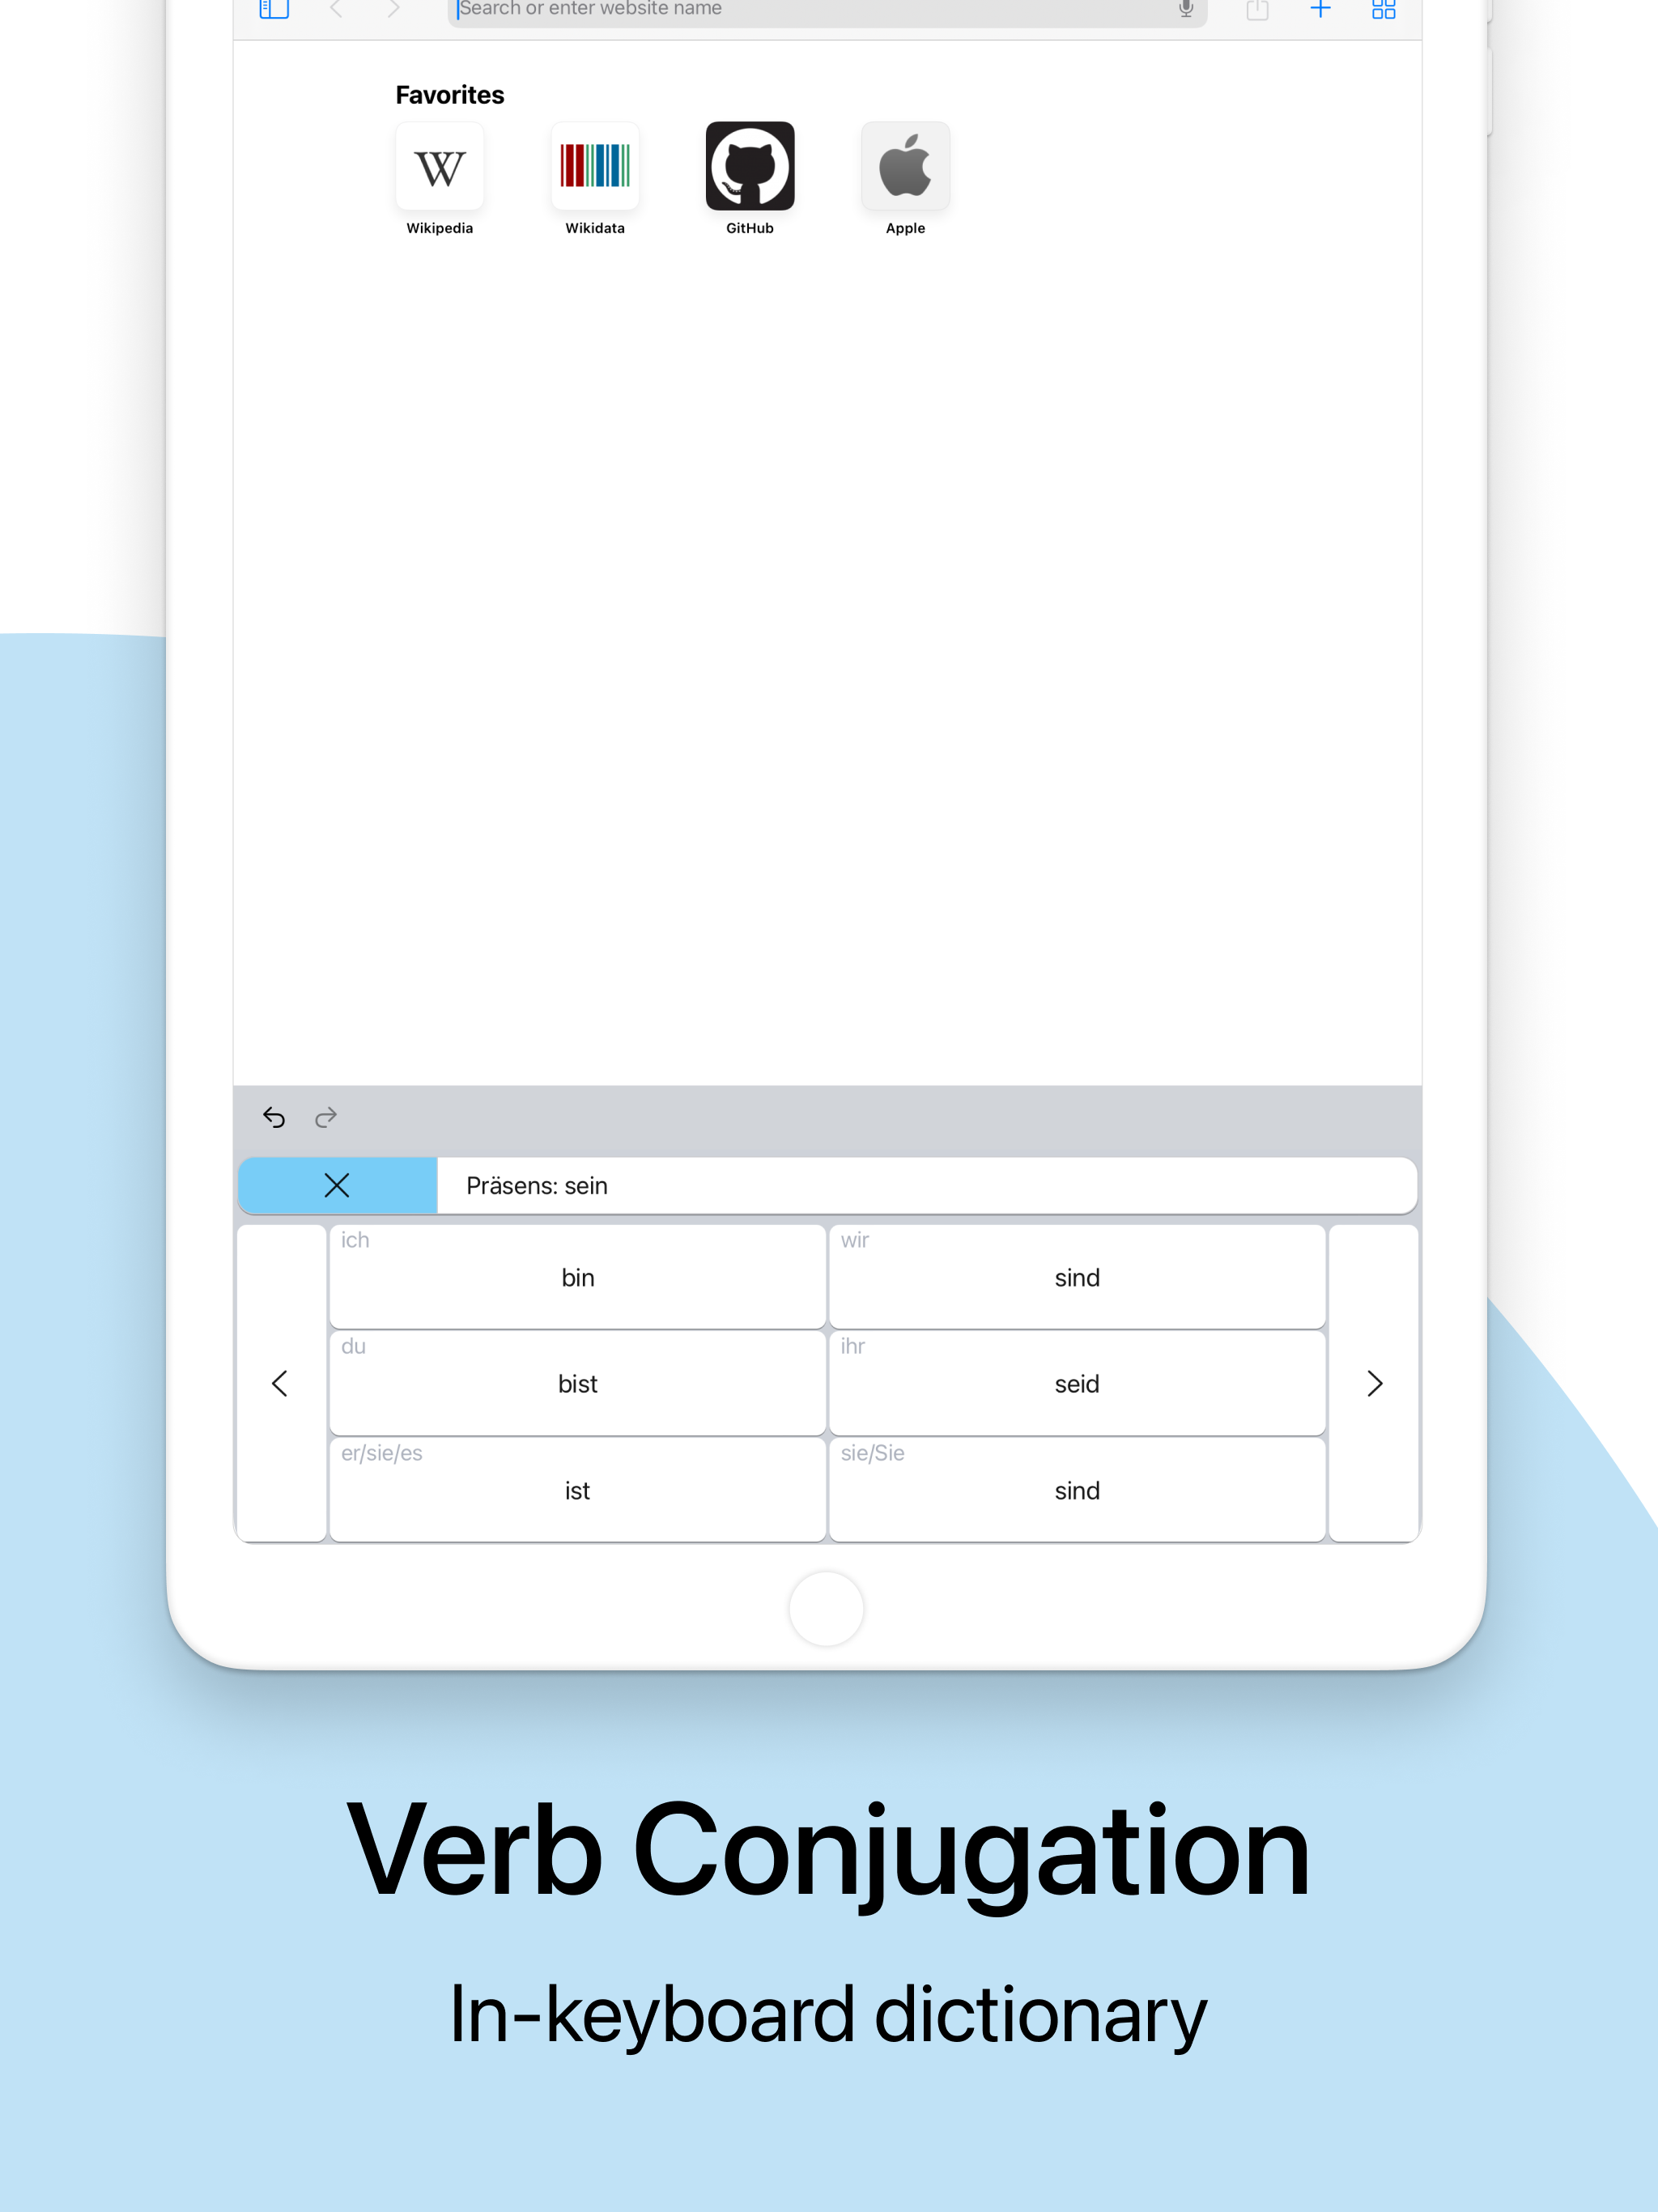 Search or enter website name
Favorites
W
Wikipedia Wikidata GitHub Apple
Präsens: sein
ich wir
bin sind
du ihr
bist seid
er/sie/es sie/Sie
ist sind
Verb Conjugation
In-keyboard dictionary